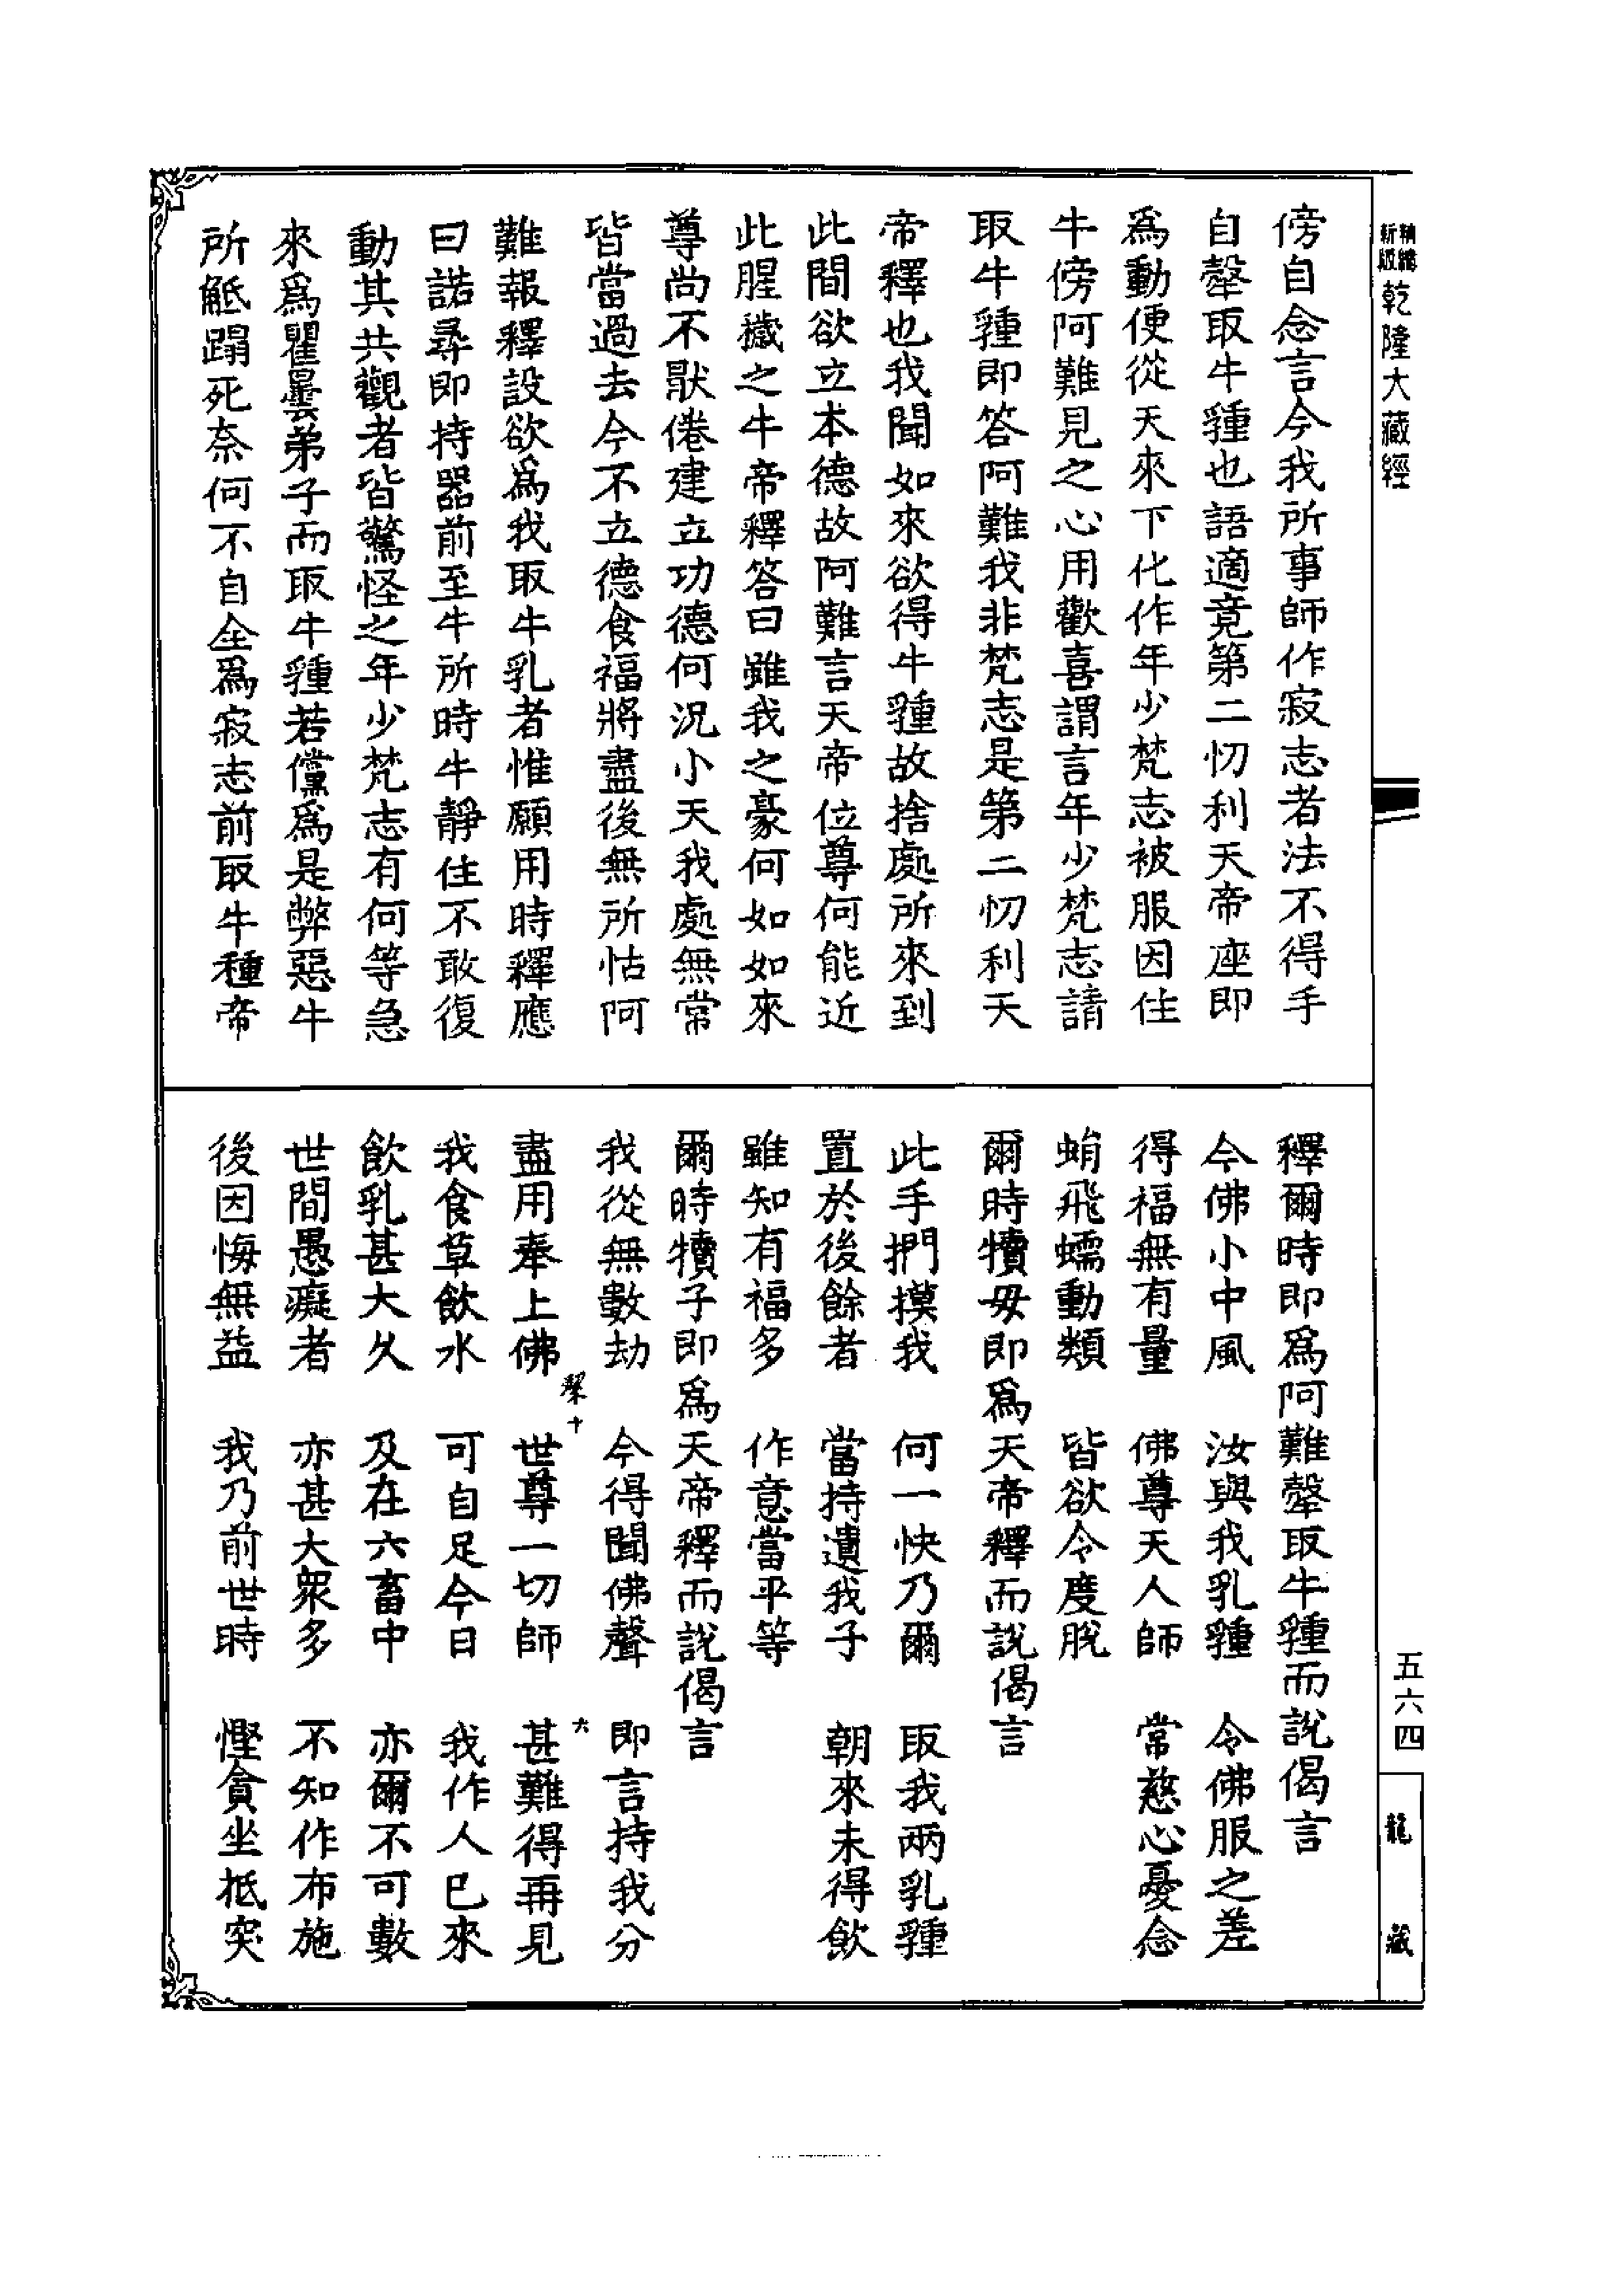 精編新版 乾隆大藏經
傍自念言今我所事師作寂志者法不得手
自㲉取牛𤚲也語適竟第二忉利天帝座即
爲動便從天來下化作年少梵志被服因住
牛傍阿難見之心用歡喜謂言年少梵志請
取牛𤚲即答阿難我非梵志是第二忉利天
帝釋也我聞如來欲得牛𤚲故捨處所來到
此間欲立本德故阿難言天帝位尊何能近
此腥穢之牛帝釋答曰雖我之豪何如如來
尊尚不猒倦建立功德何況小天我處無常
皆當過去今不立德食福將盡後無所怙阿
難報釋設欲爲我取牛乳者惟願用時釋應
曰諾尋即持器前至牛所時牛靜住不敢復
動其共觀者皆驚怪之年少梵志有何等急
來爲瞿曇弟子而取牛𤚲若儻爲是弊惡牛
所觝蹋死奈何不自全爲寂志前取牛種帝
釋爾時即爲阿難㲉取牛𤚲而說偈言
今佛小中風 汝與我乳𤚲 令佛服之差
得福無有量 佛尊天人師 常慈心憂念
蜎飛蠕動類 皆欲令度脫
爾時犢母即爲天帝釋而說偈言
此手捫摸我 何一快乃爾 取我兩乳𤚲
置於後餘者 當持遺我子 朝來未得飲
雖知有福多 作意當平等
爾時犢子即爲天帝釋而說偈言
我從無數劫 今得聞佛聲 即言持我分
盡用奉上佛 世尊一切師 甚難得再見
我食草飲水 可自足今日 我作人已來
飲乳甚大久 及在六畜中 亦爾不可數
世間愚癡者 亦甚大衆多 不知作布施
後因悔無益 我乃前世時 慳貪坐抵突
五六四
龍藏
十 六